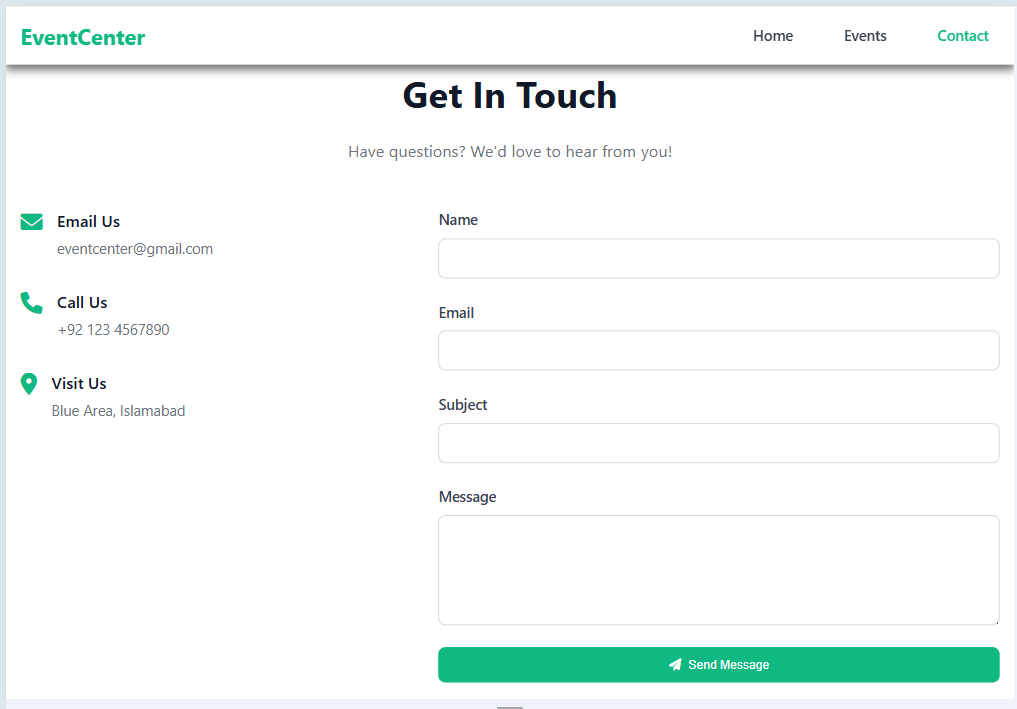 EventCenter
Home Events Contact
Get In Touch
Have questions? We'd love to hear from you!
Email Us
eventcenter@gmail.com
Call Us
+92 123 4567890
Visit Us
Blue Area, Islamabad
Name
Email
Subject
Message
Send Message